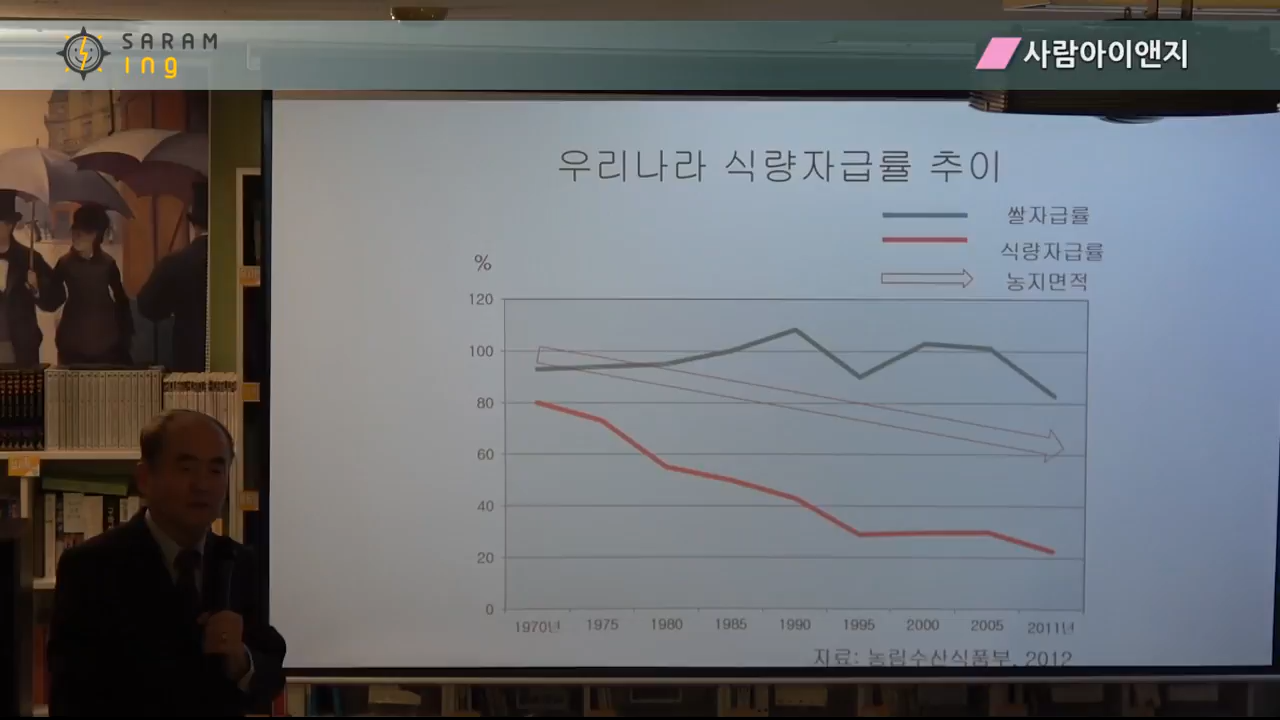 SARAM
ing
사람아이앤지
우리나라 식량자급률 추이
쌀자급률
식량자급률
농지면적
%
120
100
80
60
40
20
0
1970년 1975 1980 1985 1990 1995 2000 2005 2011년
자료: 농림수산식품부, 2012